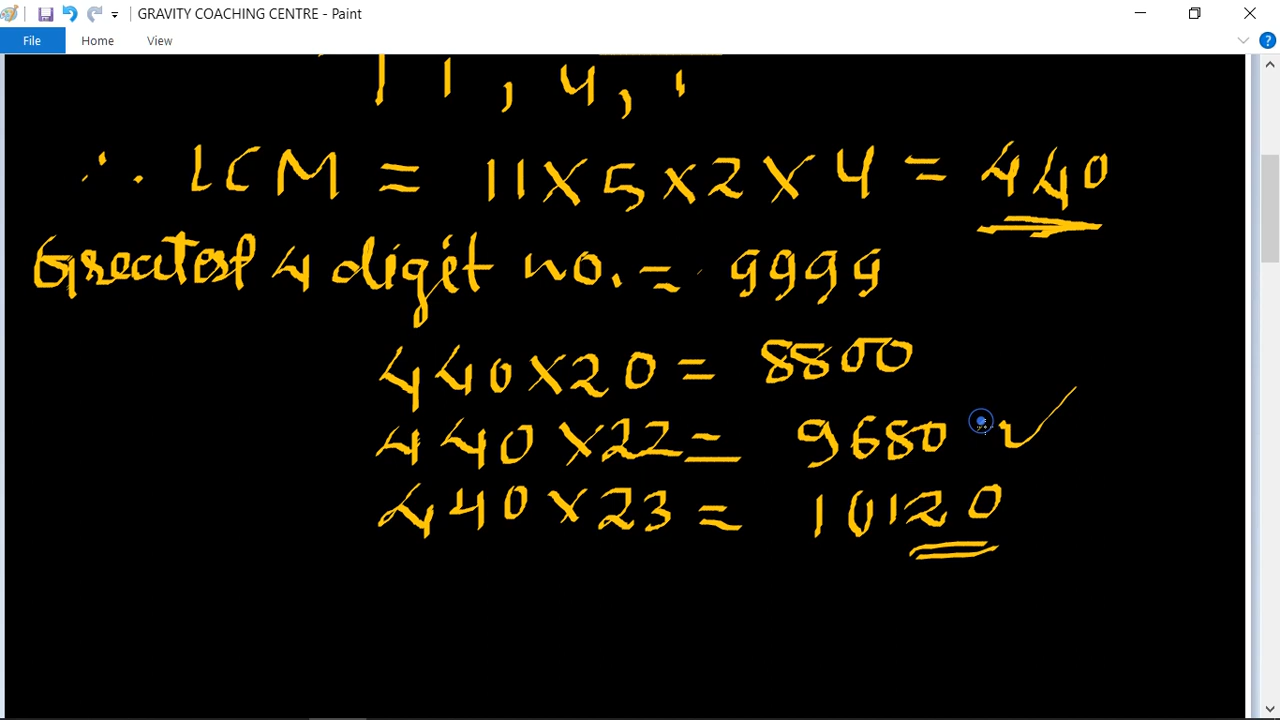 GRAVITY COACHING CENTRE - Paint
File Home View
1, 4, 1
∴ LCM = 11 × 5 × 2 × 4 = 440
Greatest 4 digit no. = 9999
440 × 20 = 8800
440 × 22 = 9680 ✓
440 × 23 = 10120